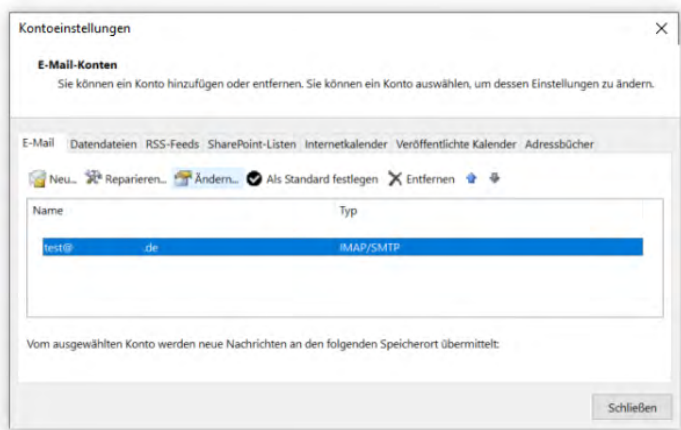 Kontoeinstellungen
E-Mail-Konten
Sie können ein Konto hinzufügen oder entfernen. Sie können ein Konto auswählen, um dessen Einstellungen zu ändern.
E-Mail Datendateien RSS-Feeds SharePoint-Listen Internetkalender Veröffentlichte Kalender Adressbücher
Neu... Reparieren... Ändern... Als Standard festlegen Entfernen
Name Typ
test@ .de IMAP/SMTP
Vom ausgewählten Konto werden neue Nachrichten an den folgenden Speicherort übermittelt:
Schließen